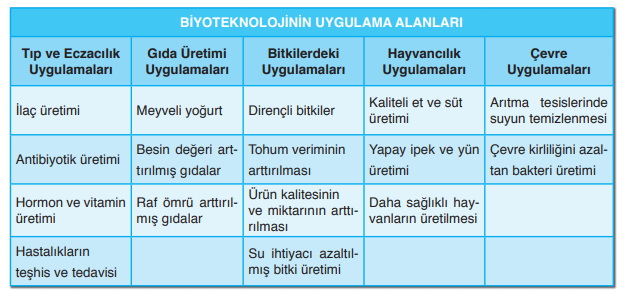 BİYOTEKNOLOJİNİN UYGULAMA ALANLARI
Tıp ve Eczacılık
Uygulamaları
Gıda Üretimi
Uygulamaları
Bitkilerdeki
Uygulamaları
Hayvancılık
Uygulamaları
Çevre
Uygulamaları
İlaç üretimi
Meyveli yoğurt
Dirençli bitkiler
Kaliteli et ve süt
üretimi
Arıtma tesislerinde
suyun temizlenmesi
Antibiyotik üretimi
Besin değeri art-
tırılmış gıdalar
Tohum veriminin
arttırılması
Yapay ipek ve yün
üretimi
Çevre kirliliğini azal-
tan bakteri üretimi
Hormon ve vitamin
üretimi
Raf ömrü arttırıl-
mış gıdalar
Ürün kalitesinin
ve miktarının arttı-
rılması
Daha sağlıklı hay-
vanların üretilmesi
Hastalıkların
teşhis ve tedavisi
Su ihtiyacı azaltıl-
mış bitki üretimi